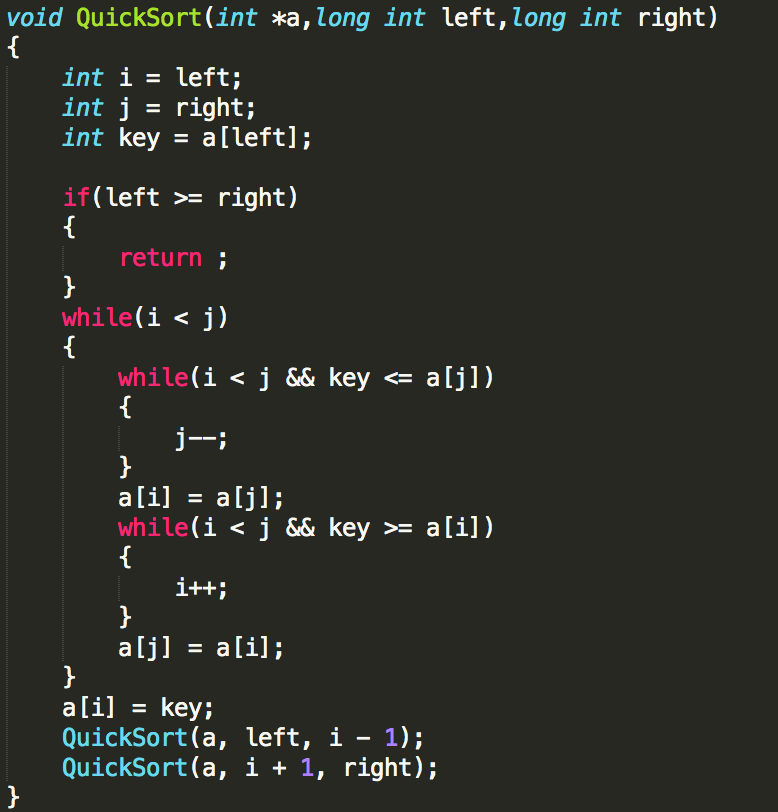 void QuickSort(int *a,long int left,long int right)
{
    int i = left;
    int j = right;
    int key = a[left];

    if(left >= right)
    {
        return ;
    }
    while(i < j)
    {
        while(i < j && key <= a[j])
        {
            j--;
        }
        a[i] = a[j];
        while(i < j && key >= a[i])
        {
            i++;
        }
        a[j] = a[i];
    }
    a[i] = key;
    QuickSort(a, left, i - 1);
    QuickSort(a, i + 1, right);
}